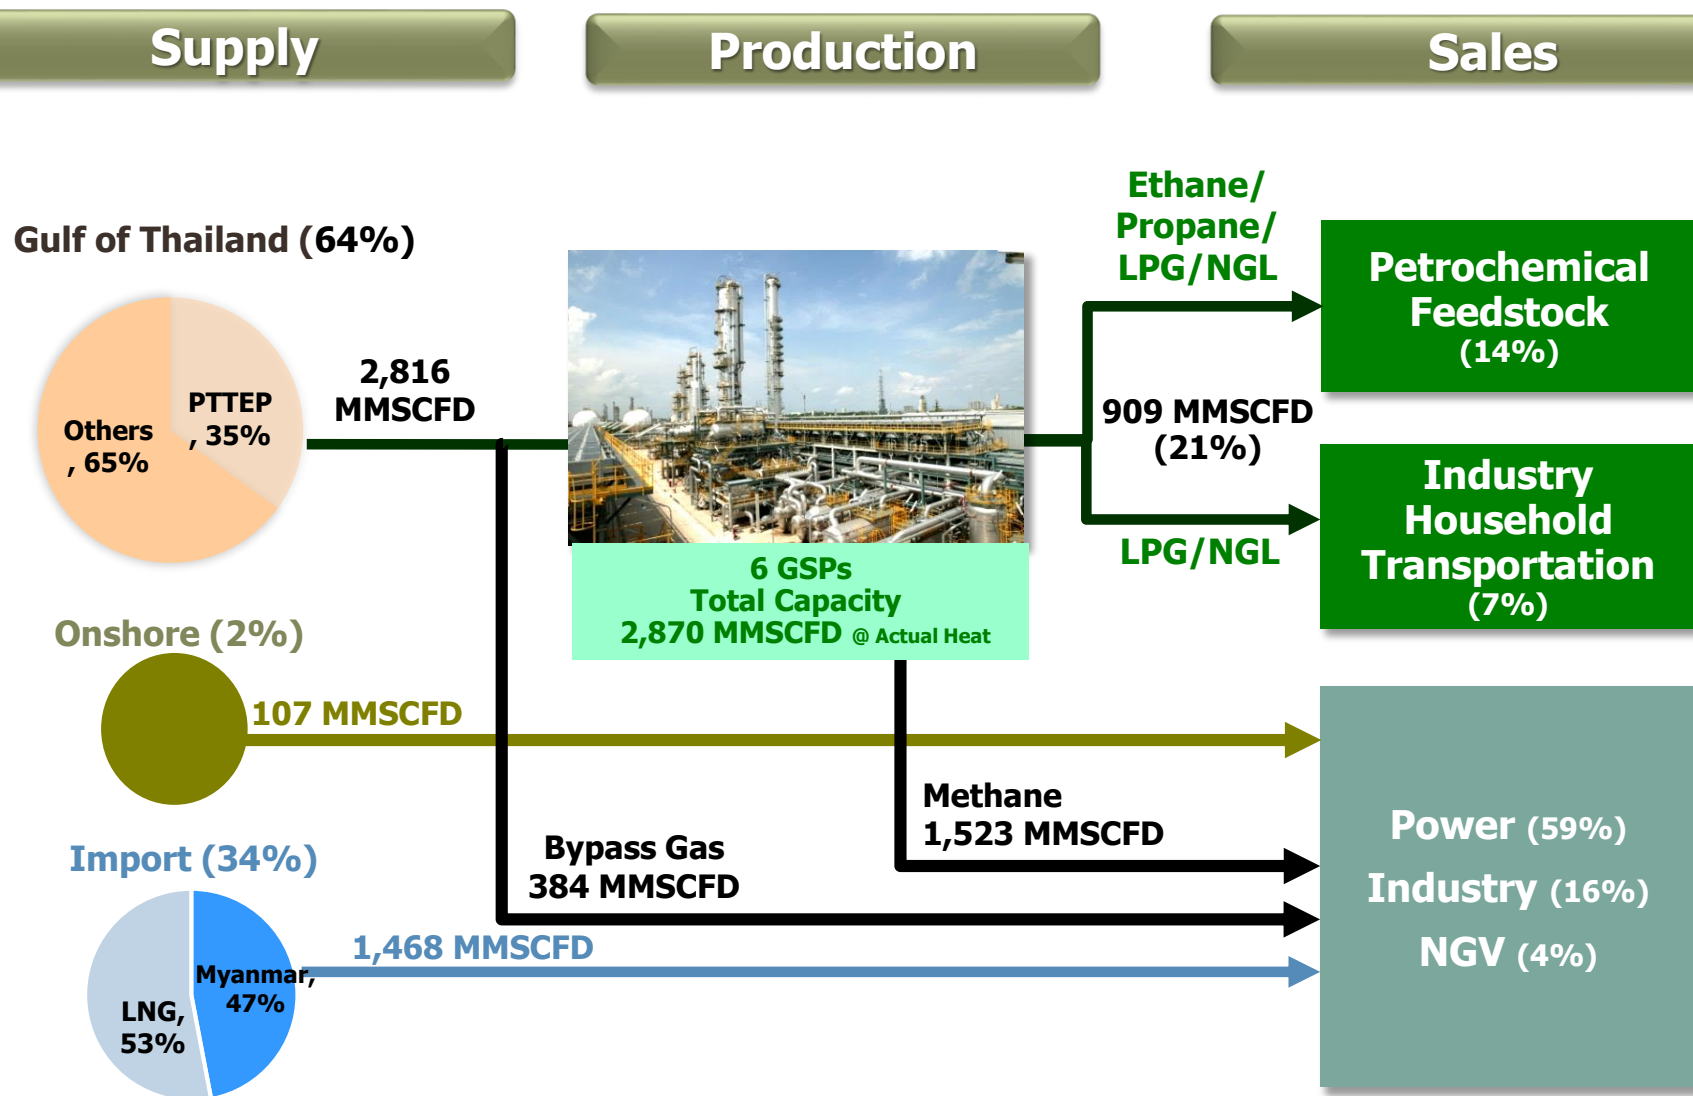 Supply
Production
Sales
Gulf of Thailand (64%)
Others
, 65%
PTTEP
, 35%
2,816
MMSCFD
Onshore (2%)
107 MMSCFD
Import (34%)
LNG,
53%
Myanmar,
47%
1,468 MMSCFD
6 GSPs
Total Capacity
2,870 MMSCFD @ Actual Heat
Bypass Gas
384 MMSCFD
Methane
1,523 MMSCFD
Ethane/
Propane/
LPG/NGL
909 MMSCFD
(21%)
LPG/NGL
Petrochemical
Feedstock
(14%)
Industry
Household
Transportation
(7%)
Power (59%)
Industry (16%)
NGV (4%)